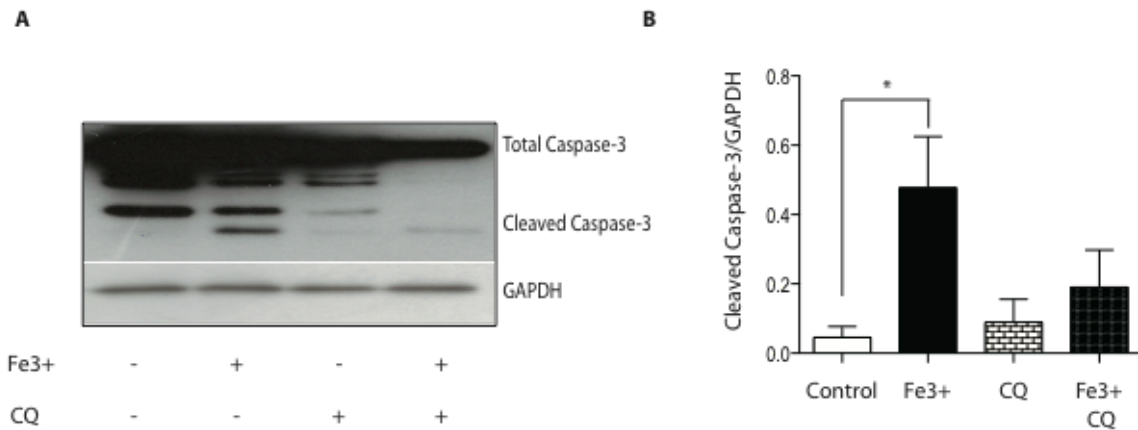 A
Total Caspase-3
Cleaved Caspase-3
GAPDH
Fe3+ - + - +
CQ - - + +
B
Cleaved Caspase-3/GAPDH
0.8
0.6
0.4
0.2
0.0
*
Control Fe3+ CQ Fe3+
CQ